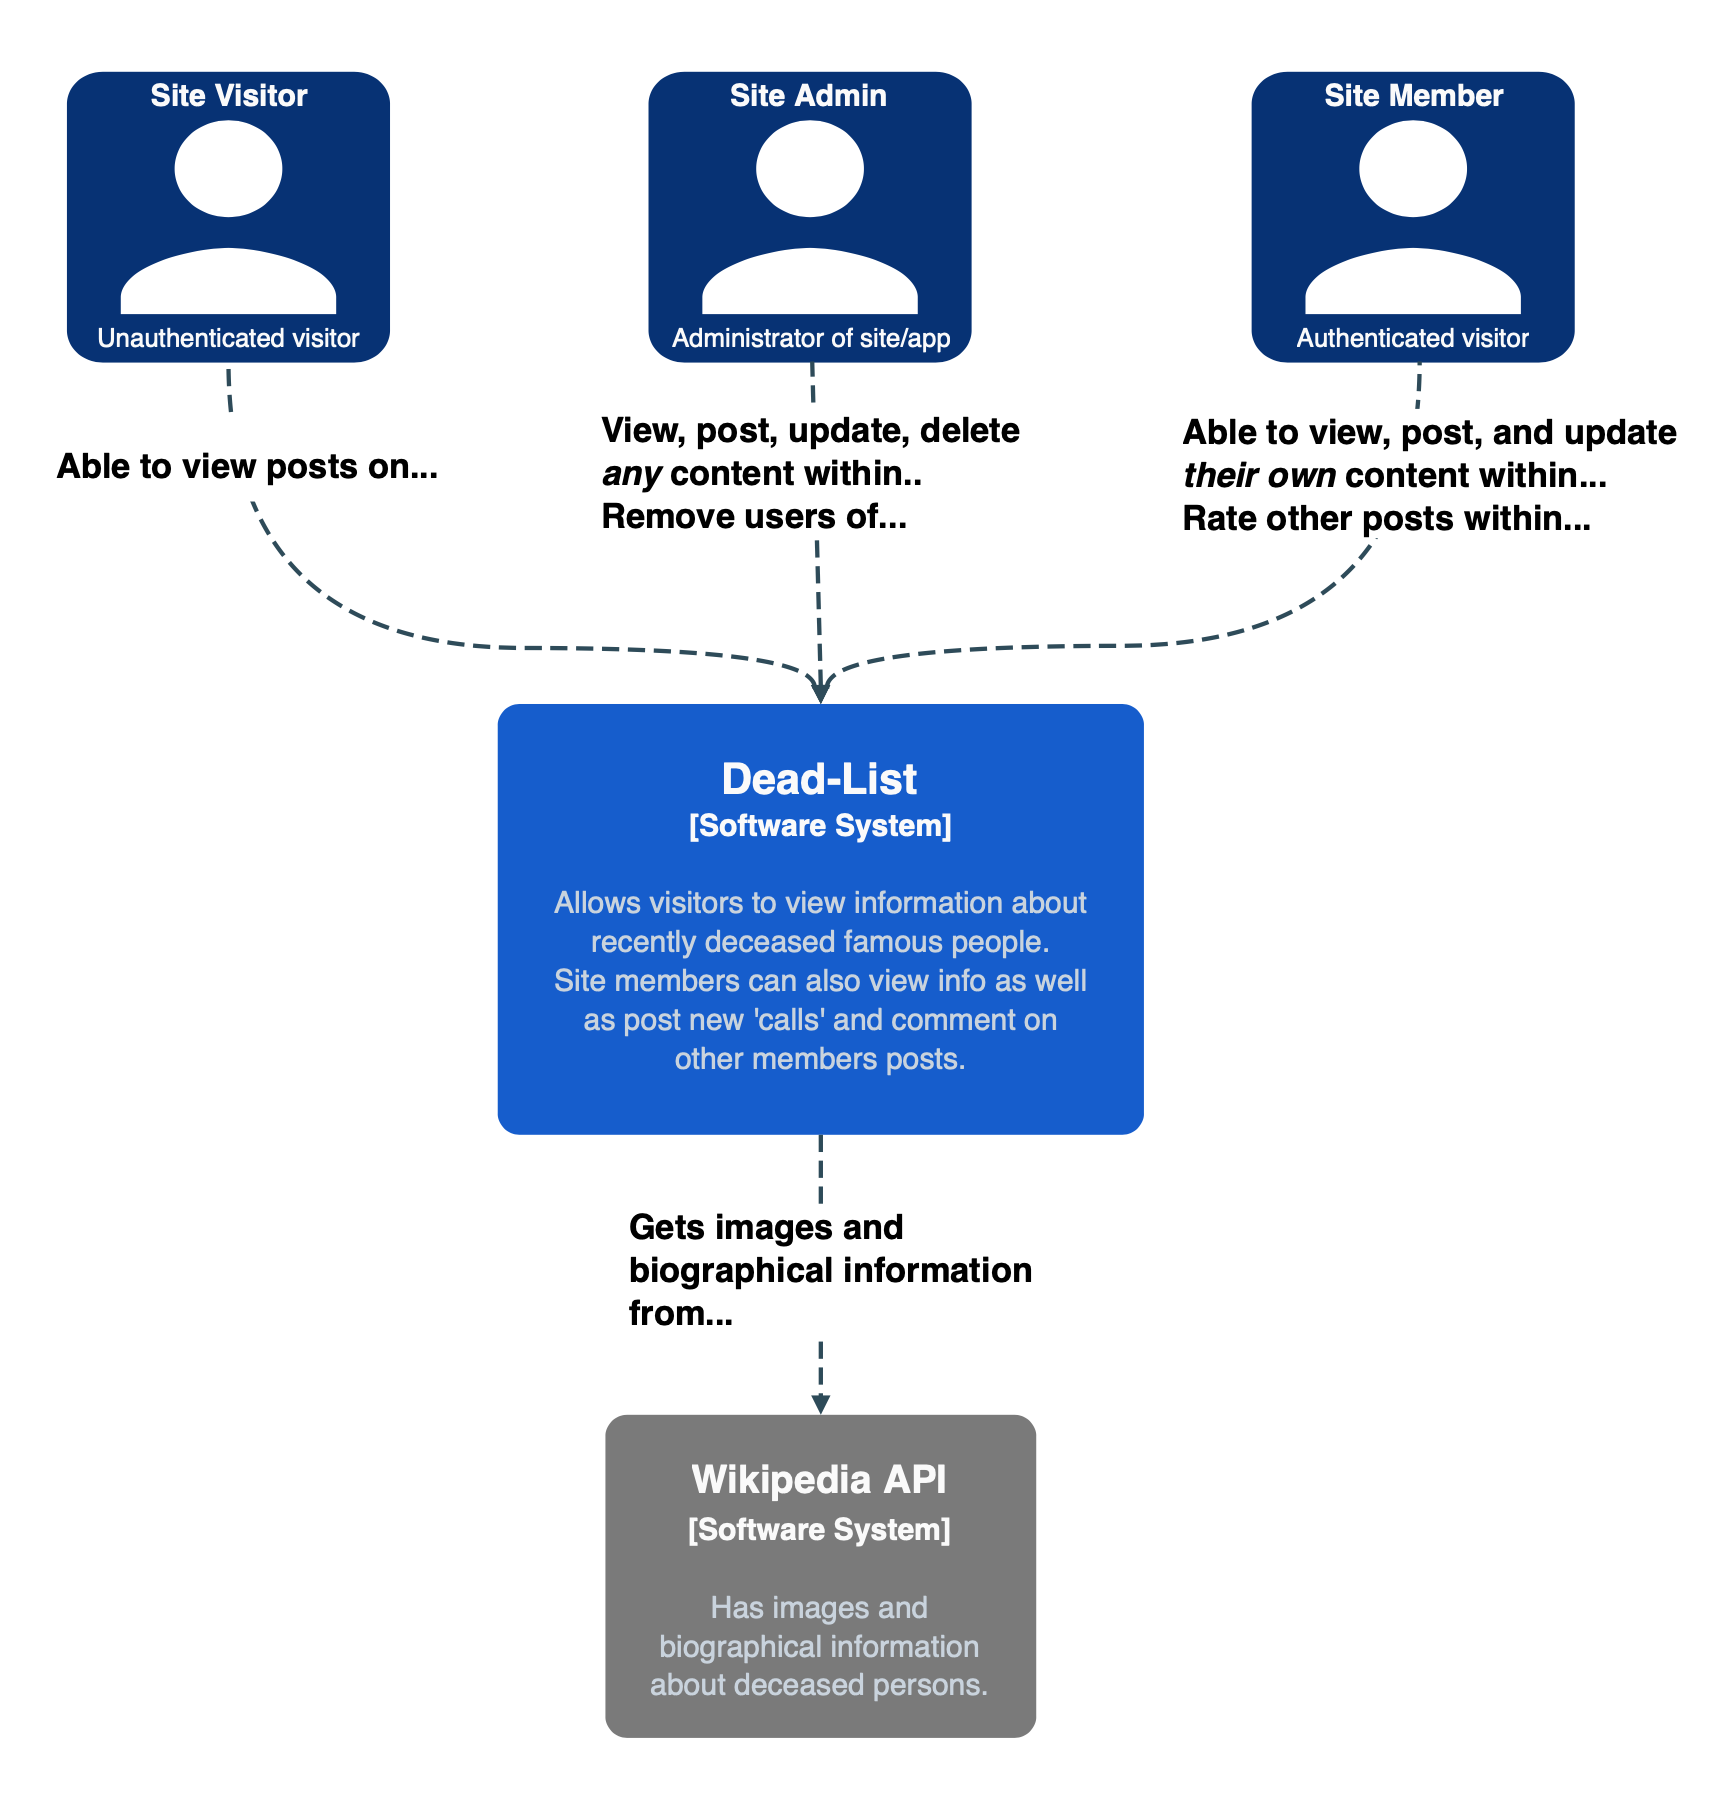 Site Visitor
Unauthenticated visitor
Site Admin
Administrator of site/app
Site Member
Authenticated visitor
Able to view posts on...
View, post, update, delete
any content within..
Remove users of...
Able to view, post, and update
their own content within...
Rate other posts within...
Dead-List
[Software System]
Allows visitors to view information about
recently deceased famous people.
Site members can also view info as well
as post new 'calls' and comment on
other members posts.
Gets images and
biographical information
from...
Wikipedia API
[Software System]
Has images and
biographical information
about deceased persons.